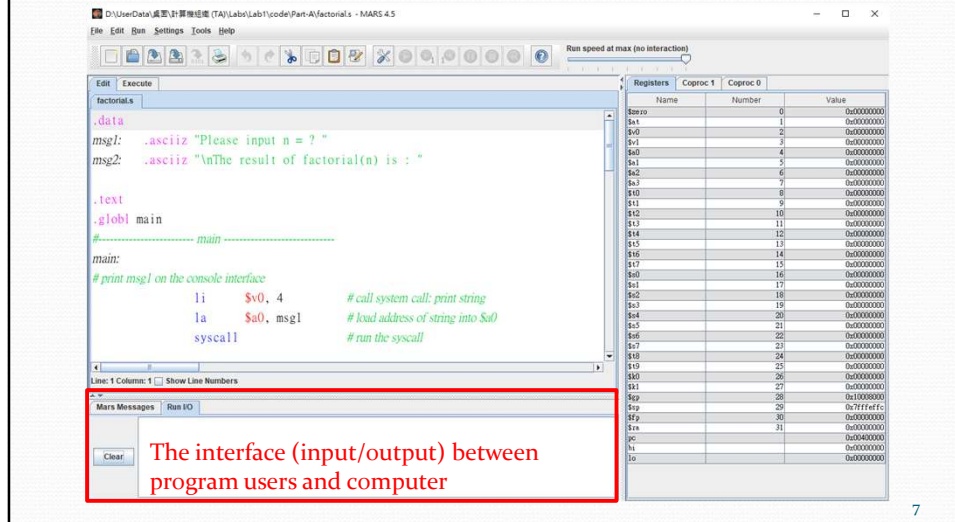 D:\UserData\桌面\計算機組織 (TA)\Labs\Lab1\code\Part-A\factorial.s - MARS 4.5
File Edit Run Settings Tools Help
Run speed at max (no interaction)
Edit Execute
factorial.s
.data
msg1: .asciiz "Please input n = ? "
msg2: .asciiz "\nThe result of factorial(n) is : "
.text
.globl main
#------------------------- main -----------------------------
main:
# print msg1 on the console interface
li $v0, 4 # call system call: print string
la $a0, msg1 # load address of string into $a0
syscall # run the syscall
Line: 1 Column: 1 Show Line Numbers
Mars Messages Run I/O
Clear
The interface (input/output) between
program users and computer
Registers Coproc 1 Coproc 0
Name Number Value
$zero 0 0x00000000
$at 1 0x00000000
$v0 2 0x00000000
$v1 3 0x00000000
$a0 4 0x00000000
$a1 5 0x00000000
$a2 6 0x00000000
$a3 7 0x00000000
$t0 8 0x00000000
$t1 9 0x00000000
$t2 10 0x00000000
$t3 11 0x00000000
$t4 12 0x00000000
$t5 13 0x00000000
$t6 14 0x00000000
$t7 15 0x00000000
$s0 16 0x00000000
$s1 17 0x00000000
$s2 18 0x00000000
$s3 19 0x00000000
$s4 20 0x00000000
$s5 21 0x00000000
$s6 22 0x00000000
$s7 23 0x00000000
$t8 24 0x00000000
$t9 25 0x00000000
$k0 26 0x00000000
$k1 27 0x00000000
$gp 28 0x10008000
$sp 29 0x7fffeffc
$fp 30 0x00000000
$ra 31 0x00000000
pc 0x00400000
hi 0x00000000
lo 0x00000000
7